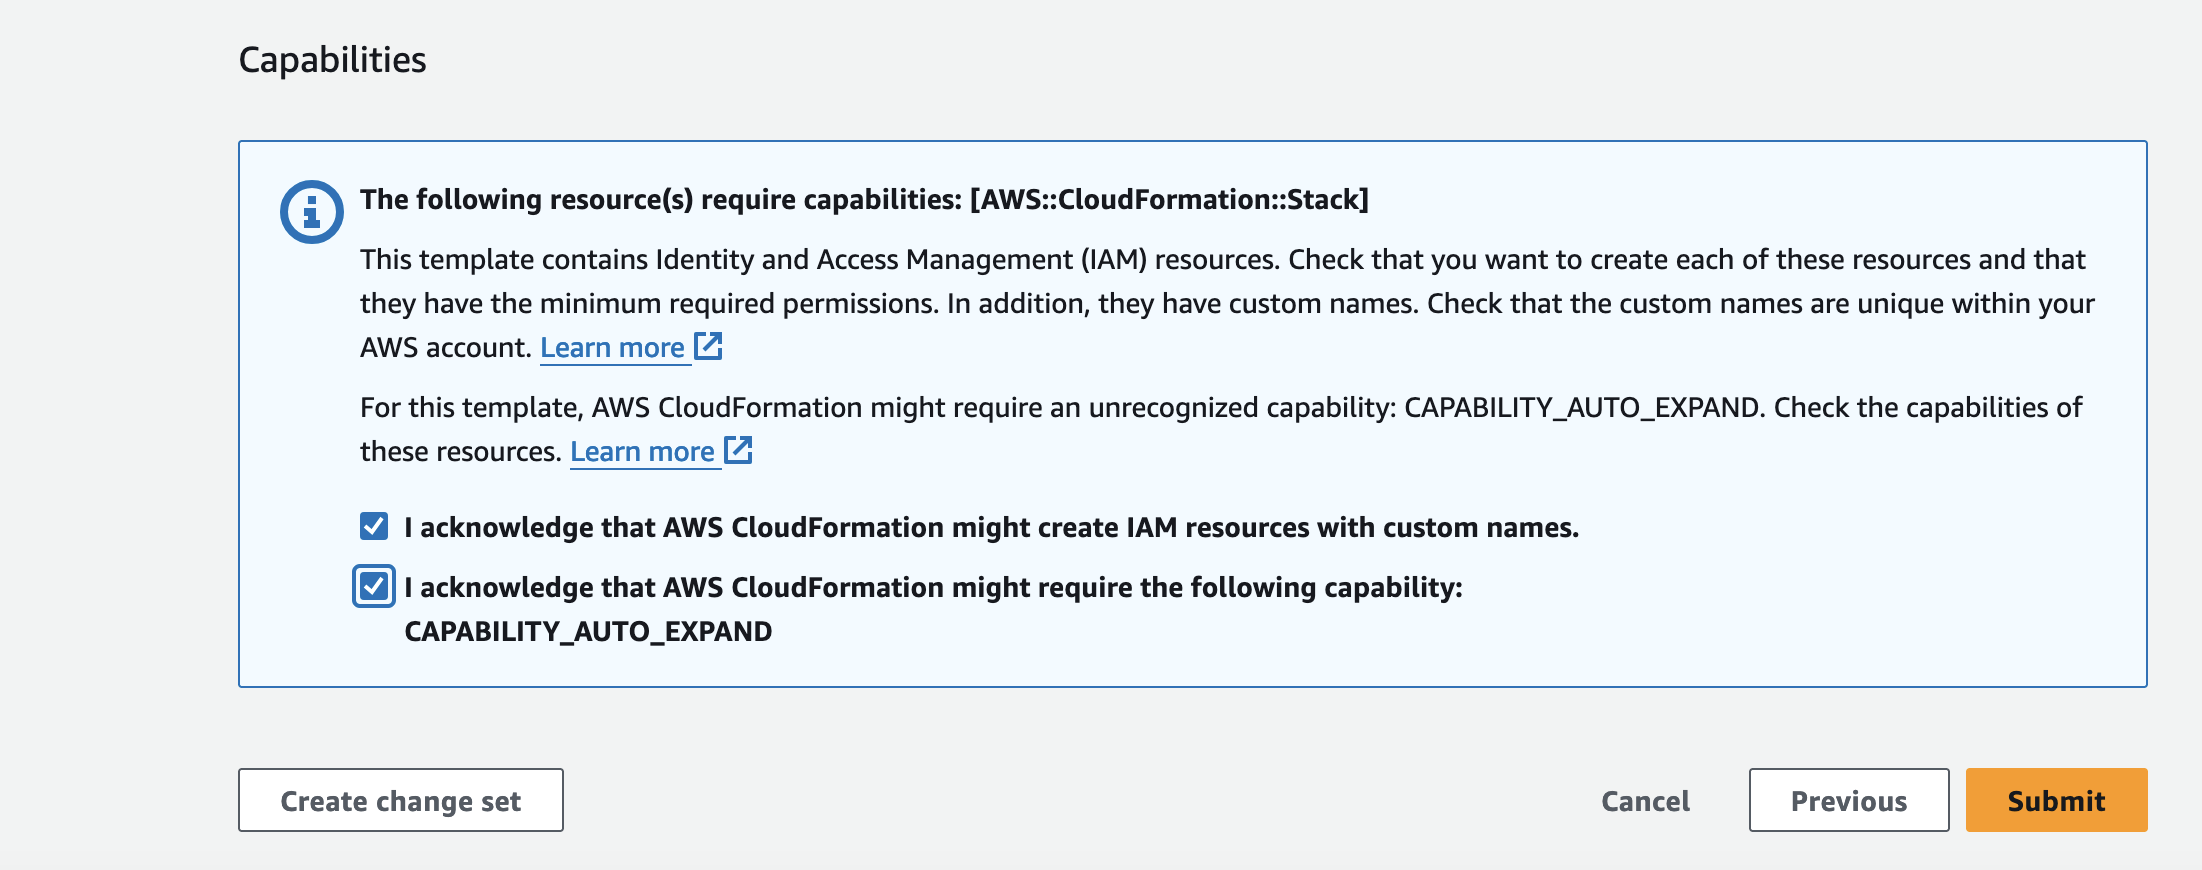 Capabilities
The following resource(s) require capabilities: [AWS::CloudFormation::Stack]
This template contains Identity and Access Management (IAM) resources. Check that you want to create each of these resources and that
they have the minimum required permissions. In addition, they have custom names. Check that the custom names are unique within your
AWS account. Learn more
For this template, AWS CloudFormation might require an unrecognized capability: CAPABILITY_AUTO_EXPAND. Check the capabilities of
these resources. Learn more
I acknowledge that AWS CloudFormation might create IAM resources with custom names.
I acknowledge that AWS CloudFormation might require the following capability:
CAPABILITY_AUTO_EXPAND
Create change set
Cancel
Previous
Submit